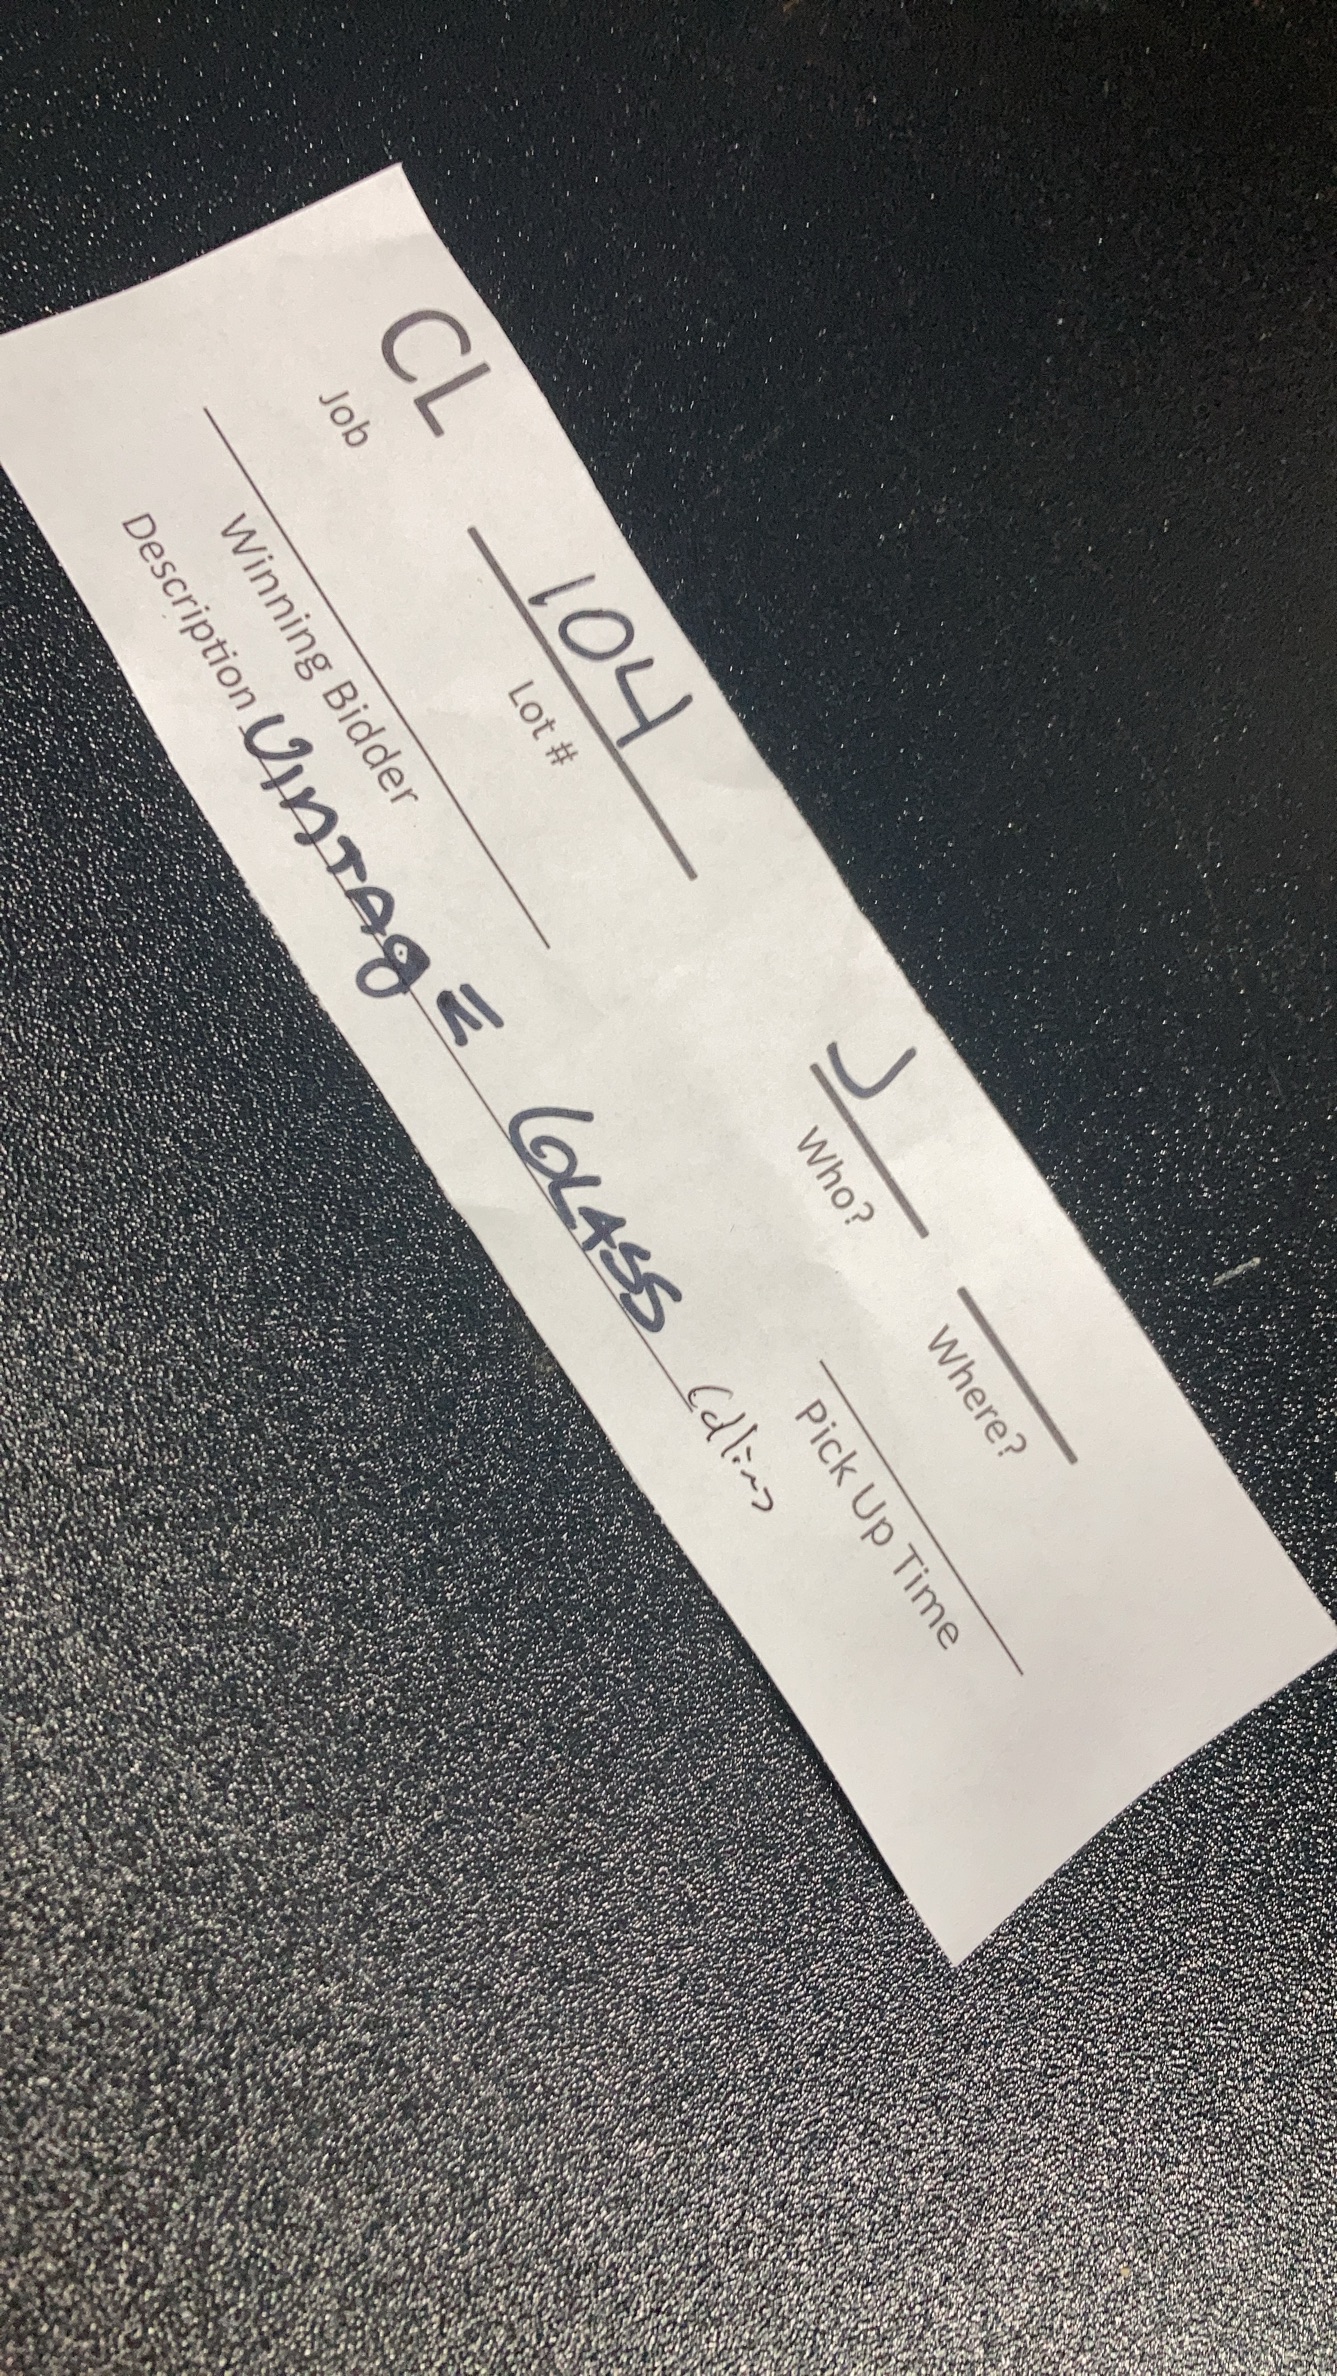 CL 104 J
Job Lot # Who? Where?
Winning Bidder Pick Up Time
Description VINTAGE GLASS